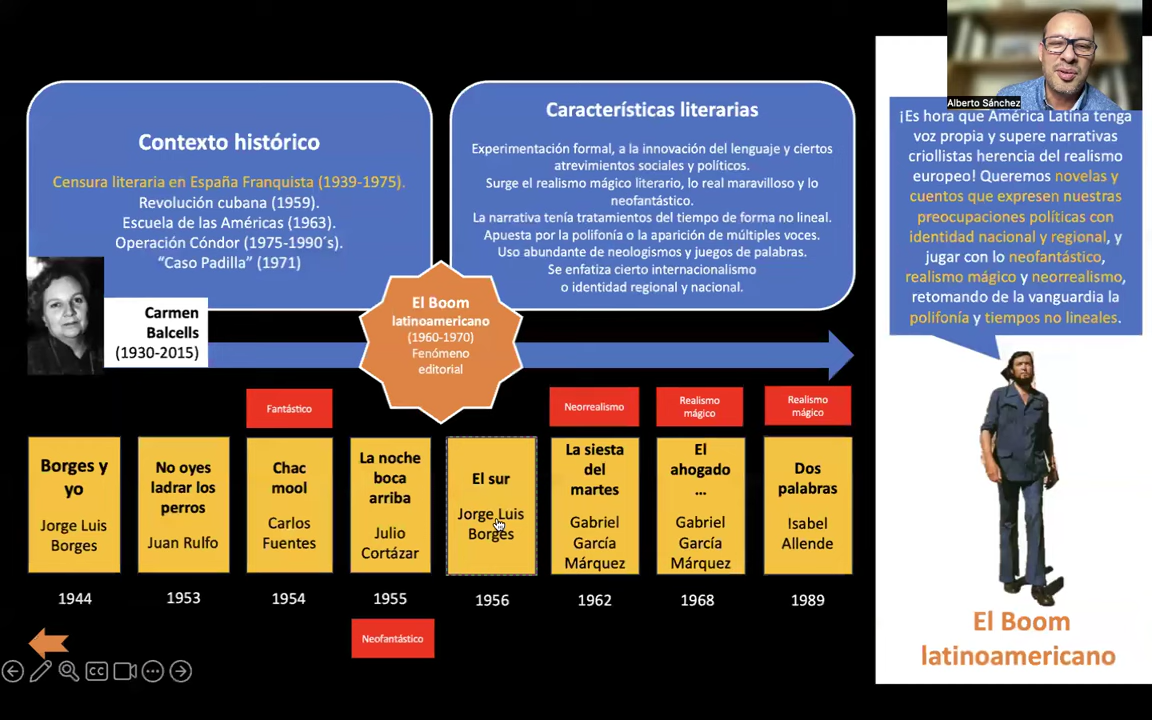 Alberto Sánchez
Contexto histórico
Censura literaria en España Franquista (1939-1975).
Revolución cubana (1959).
Escuela de las Américas (1963).
Operación Cóndor (1975-1990´s).
“Caso Padilla” (1971)
Características literarias
Experimentación formal, a la innovación del lenguaje y ciertos
atrevimientos sociales y políticos.
Surge el realismo mágico literario, lo real maravilloso y lo
neofantástico.
La narrativa tenía tratamientos del tiempo de forma no lineal.
Apuesta por la polifonía o la aparición de múltiples voces.
Uso abundante de neologismos y juegos de palabras.
Se enfatiza cierto internacionalismo
o identidad regional y nacional.
¡Es hora que América Latina tenga
voz propia y supere narrativas
criollistas herencia del realismo
europeo! Queremos novelas y
cuentos que expresen nuestras
preocupaciones políticas con
identidad nacional y regional, y
jugar con lo neofantástico,
realismo mágico y neorrealismo,
retomando de la vanguardia la
polifonía y tiempos no lineales.
Carmen
Balcells
(1930-2015)
El Boom
latinoamericano
(1960-1970)
Fenómeno
editorial
Fantástico
Neorrealismo
Realismo
mágico
Realismo
mágico
Borges y
yo
Jorge Luis
Borges
No oyes
ladrar los
perros
Juan Rulfo
Chac
mool
Carlos
Fuentes
La noche
boca
arriba
Julio
Cortázar
El sur
Jorge Luis
Borges
La siesta
del
martes
Gabriel
García
Márquez
El
ahogado
...
Gabriel
García
Márquez
Dos
palabras
Isabel
Allende
1944
1953
1954
1955
1956
1962
1968
1989
Neofantástico
El Boom
latinoamericano
CC